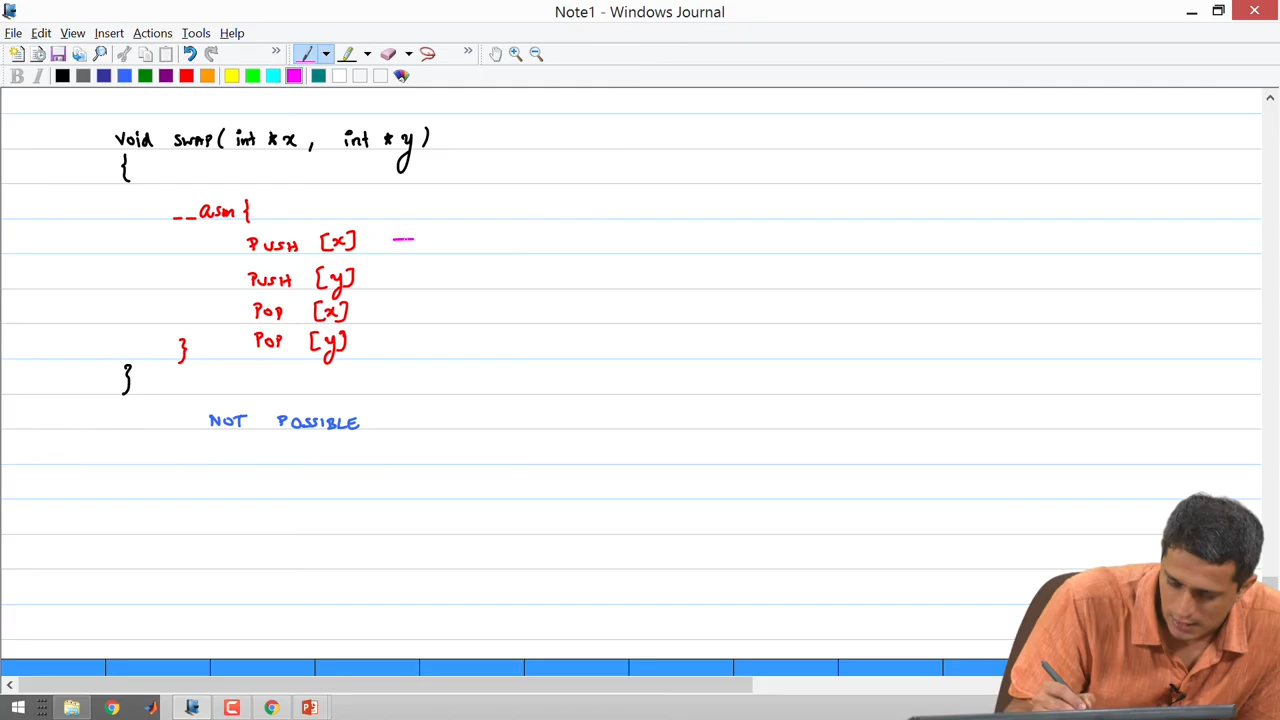 Note1 - Windows Journal
File Edit View Insert Actions Tools Help
B I
void SWAP( int *x , int *y )
{
__asm {
PUSH [x]
PUSH [y]
POP [x]
} POP [y]
}
NOT POSSIBLE